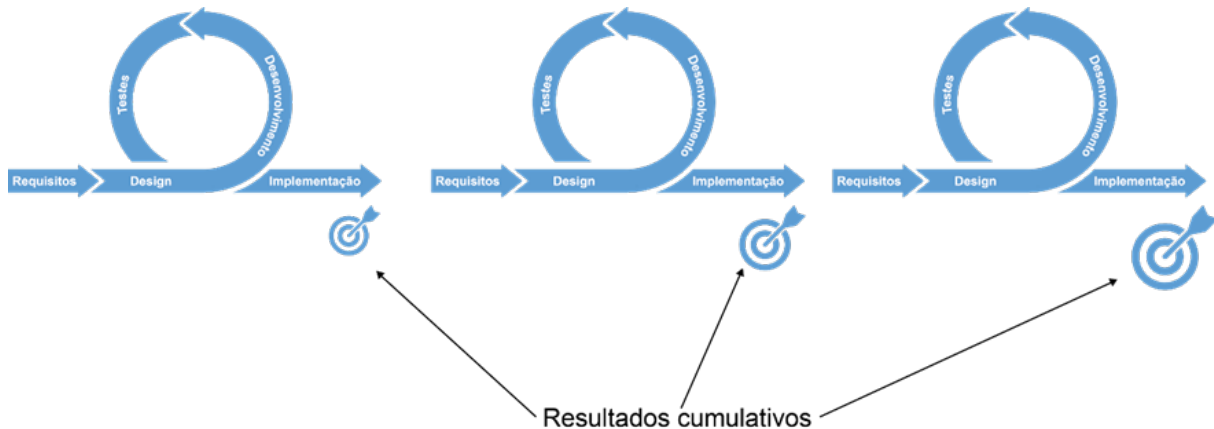 Testes
Desenvolvimento
Requisitos
Design
Implementação
Testes
Desenvolvimento
Requisitos
Design
Implementação
Testes
Desenvolvimento
Requisitos
Design
Implementação
Resultados cumulativos